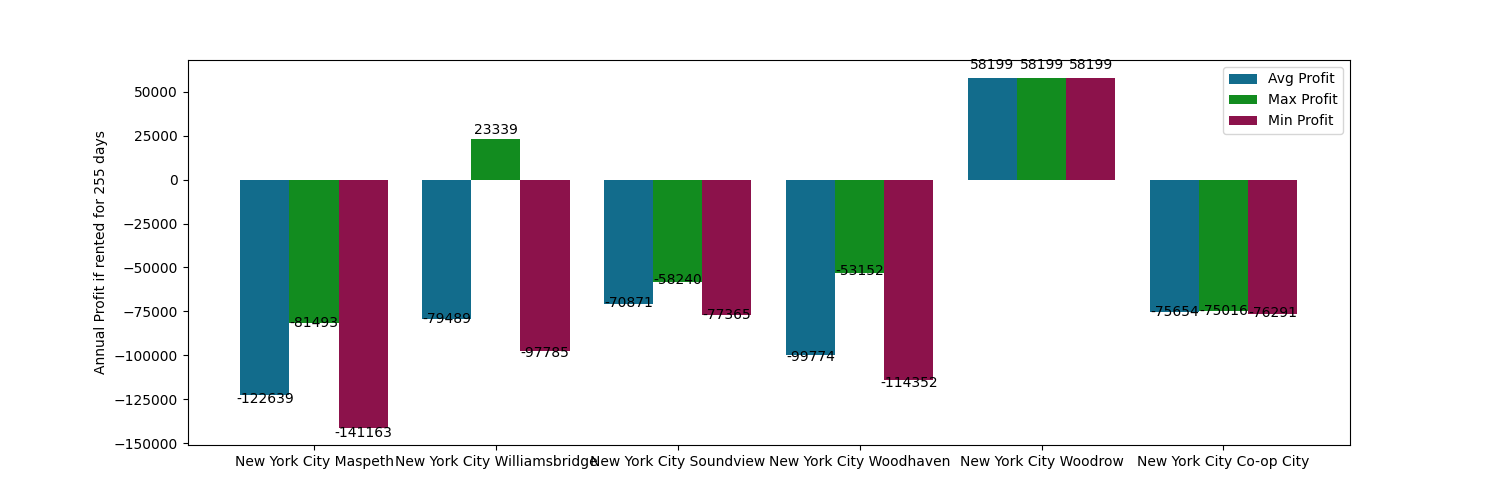 58199 58199 58199
Avg Profit
Max Profit
Min Profit
50000
25000
0
−25000
−50000
−75000
−100000
−125000
−150000
Annual Profit if rented for 255 days
23339
-122639
-81493
-141163
-79489
-97785
-70871
-58240
-77365
-99774
-53152
-114352
-75654
-75016
-76291
New York City Maspeth
New York City Williamsbridge
New York City Soundview
New York City Woodhaven
New York City Woodrow
New York City Co-op City